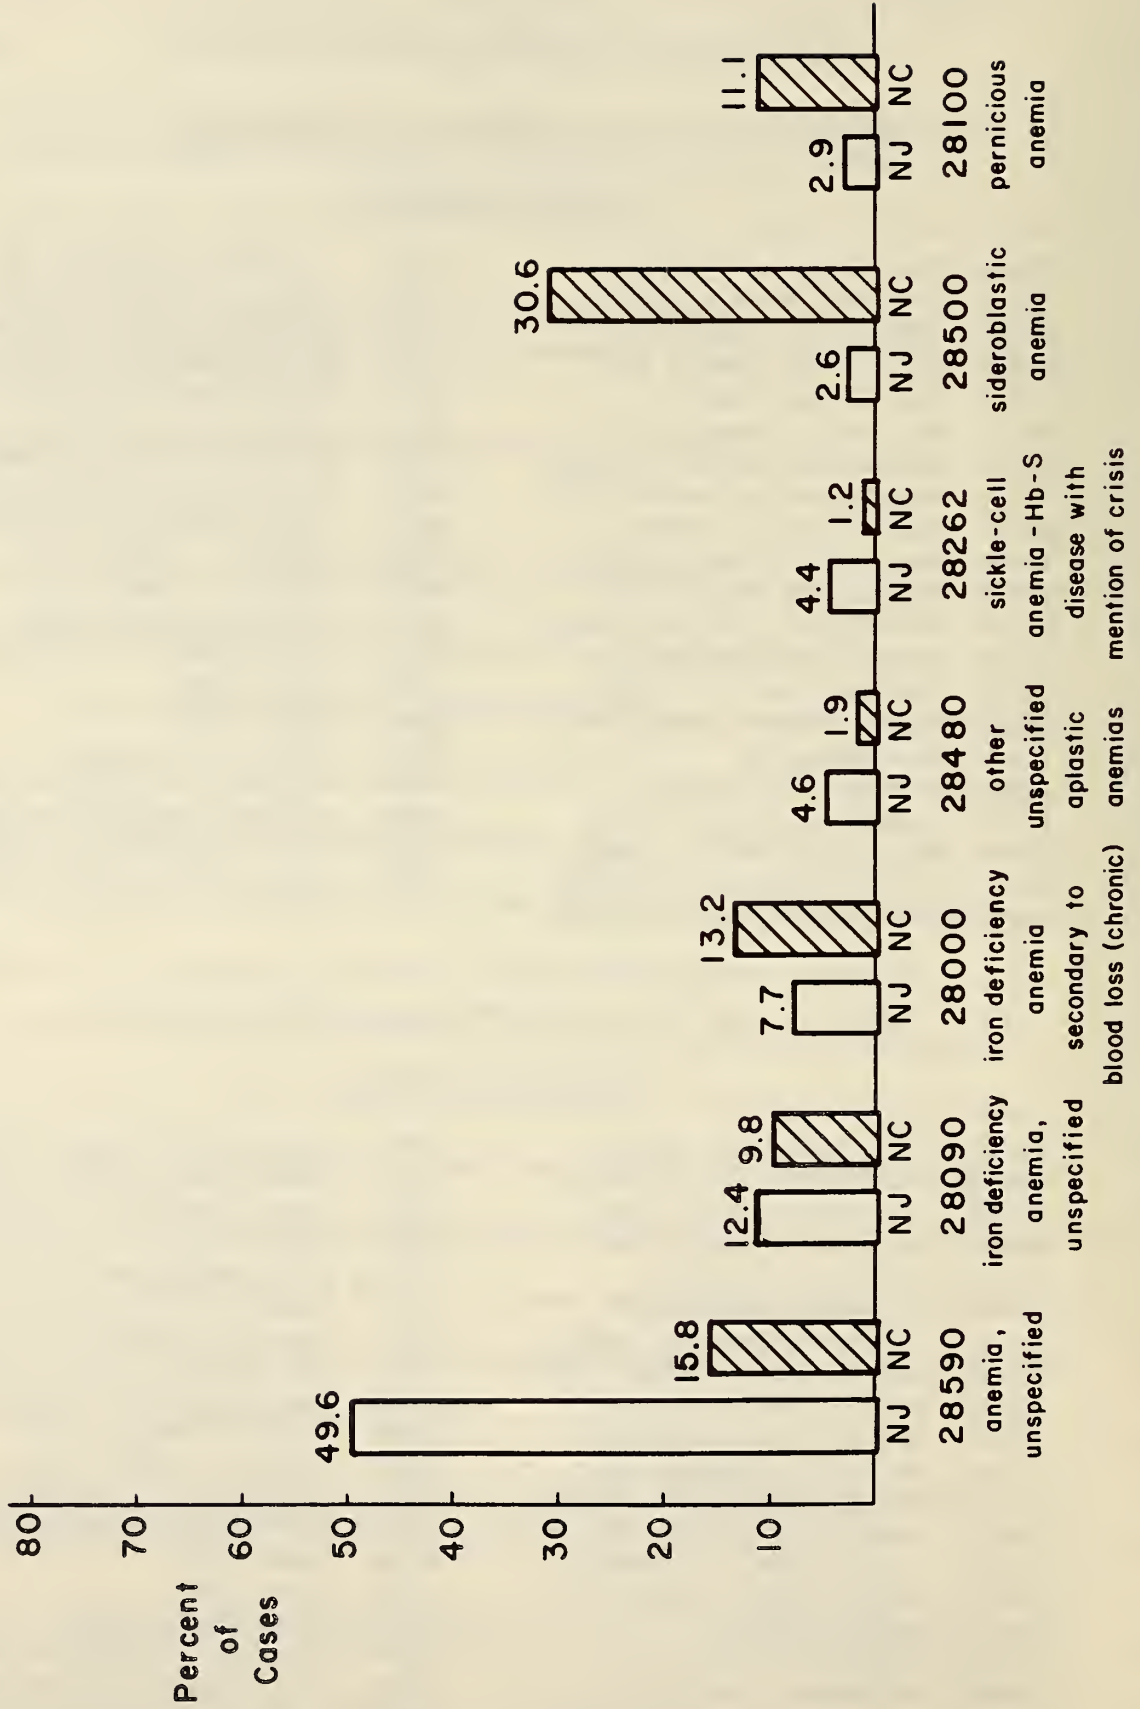 Percent
of
Cases
80
70
60
50
40
30
20
10
49.6
15.8
12.4
9.8
7.7
13.2
4.6
1.9
4.4
1.2
2.6
30.6
2.9
11.1
NJ NC NJ NC NJ NC NJ NC NJ NC NJ NC NJ NC
28590 28090 28000 28480 28262 28500 28100
anemia, iron deficiency iron deficiency other sickle-cell sideroblastic pernicious
unspecified anemia, anemia unspecified anemia-Hb-S anemia anemia
unspecified secondary to aplastic disease with
blood loss (chronic) anemias mention of crisis